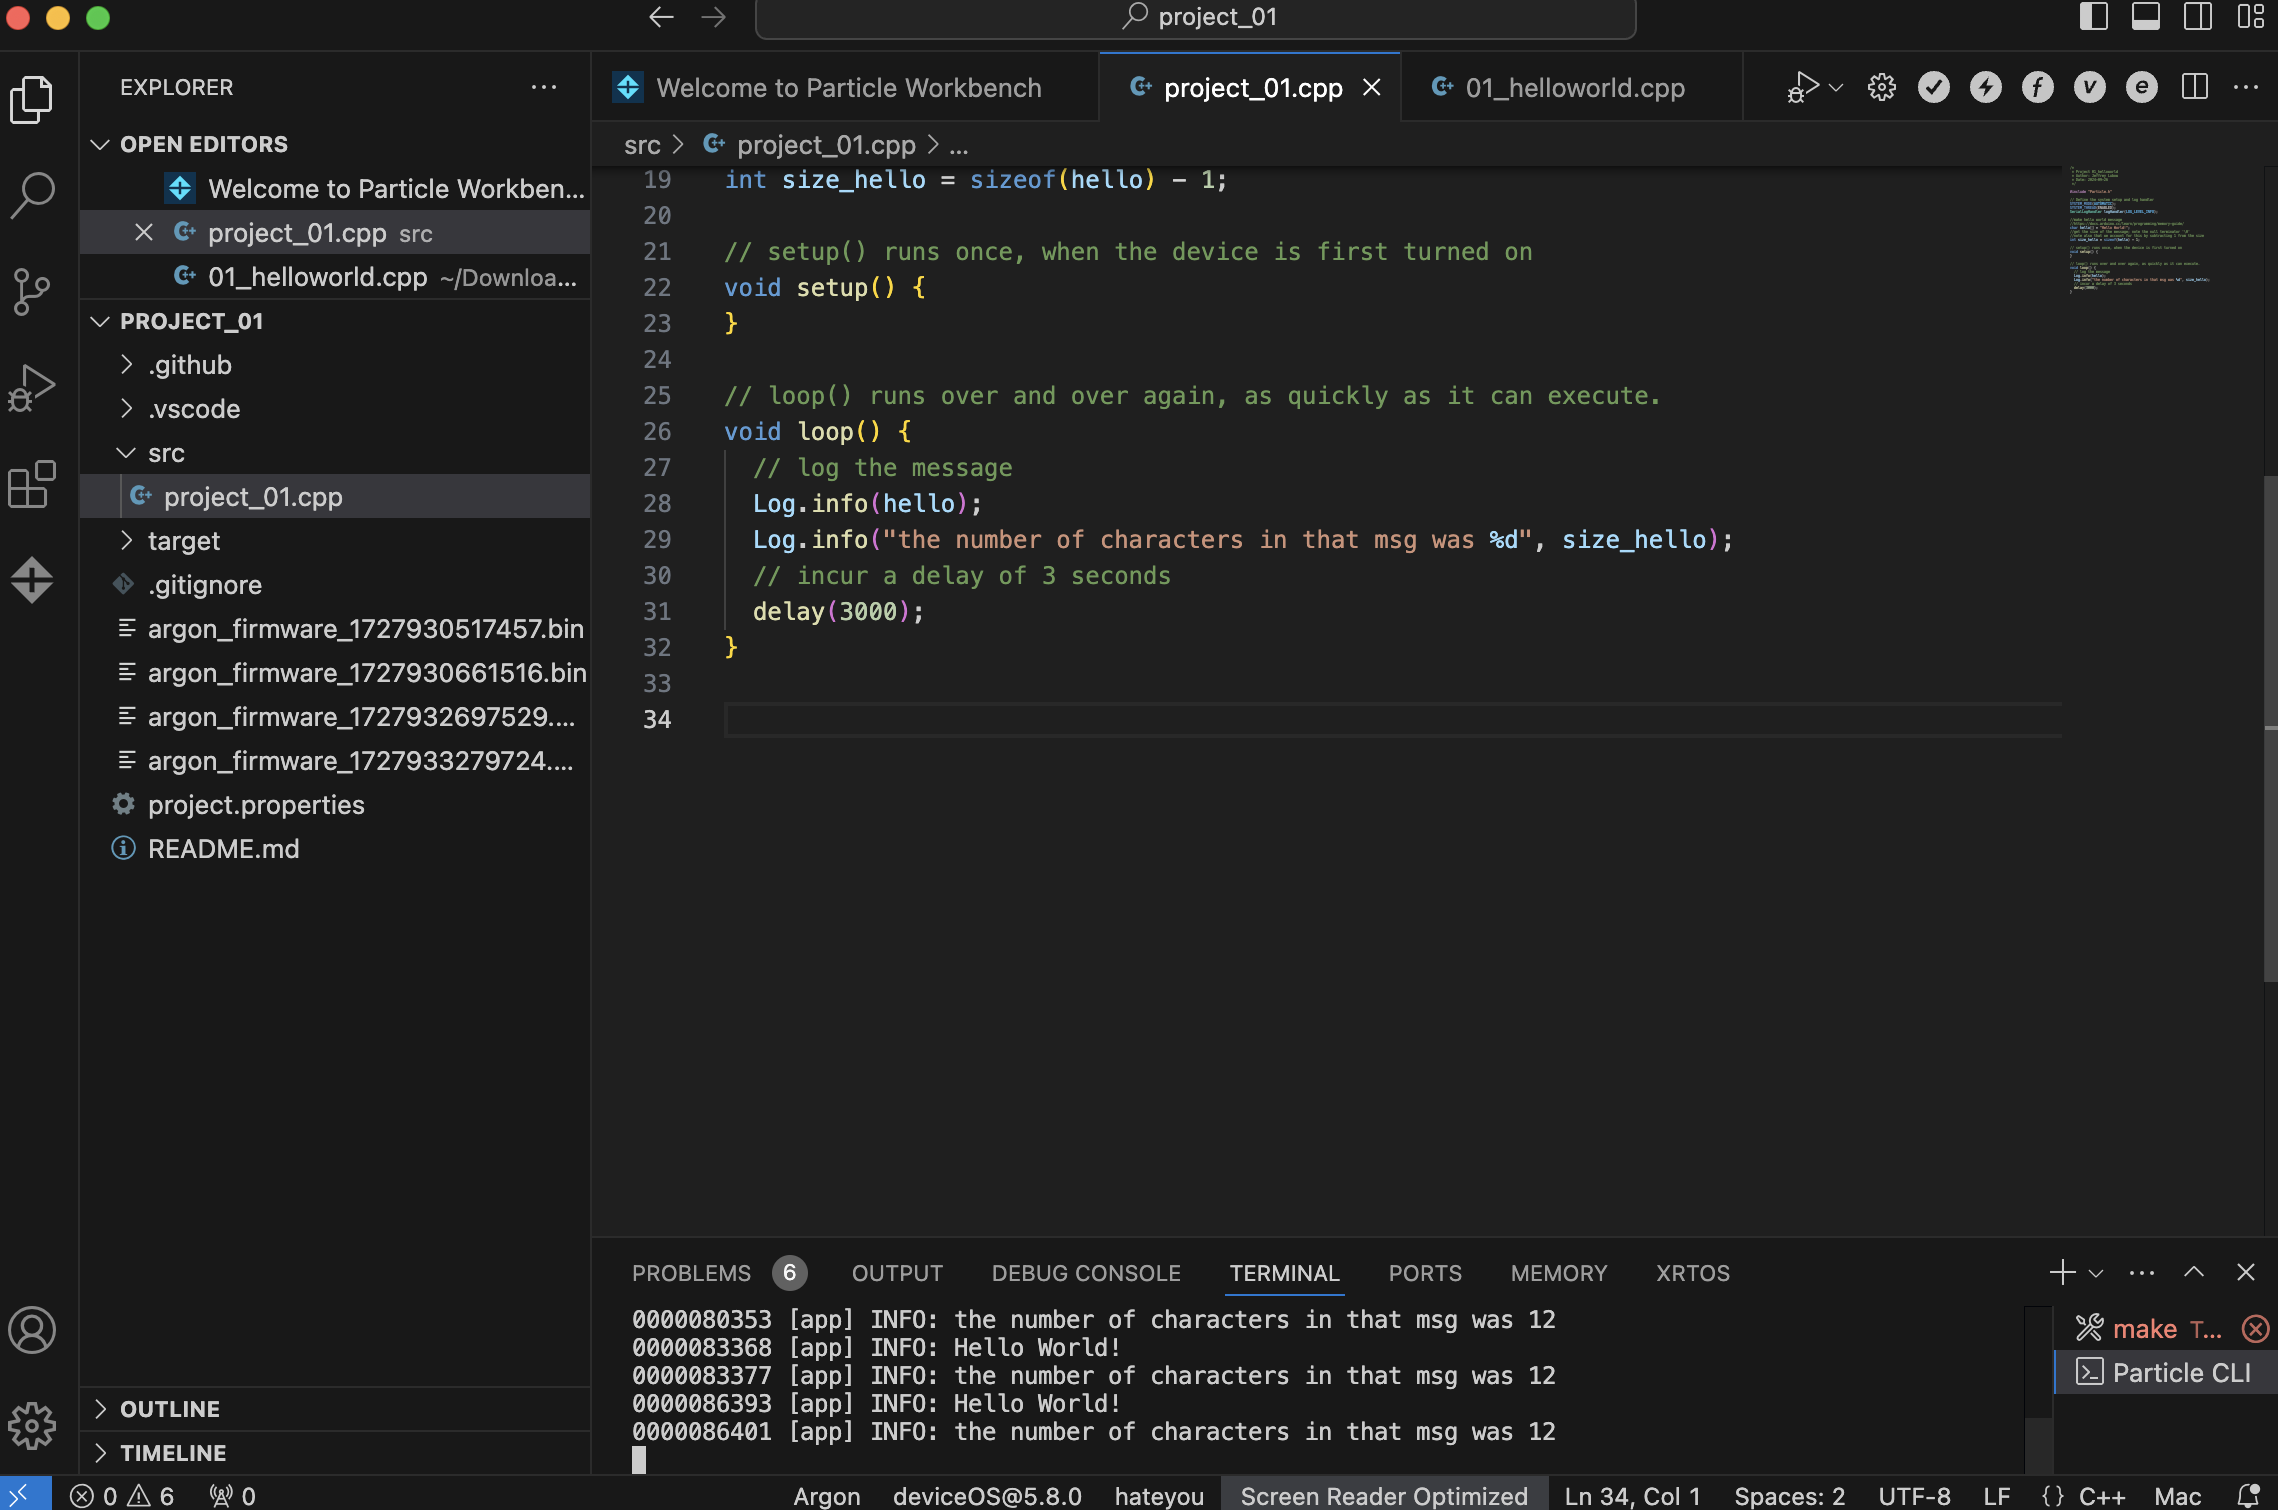 project_01
EXPLORER
OPEN EDITORS
Welcome to Particle Workben...
project_01.cpp src
01_helloworld.cpp ~/Downloa...
PROJECT_01
.github
.vscode
src
project_01.cpp
target
.gitignore
argon_firmware_1727930517457.bin
argon_firmware_1727930661516.bin
argon_firmware_1727932697529....
argon_firmware_1727933279724....
project.properties
README.md
OUTLINE
TIMELINE
Welcome to Particle Workbench
project_01.cpp
01_helloworld.cpp
src > project_01.cpp > ...
19 int size_hello = sizeof(hello) - 1;
20
21 // setup() runs once, when the device is first turned on
22 void setup() {
23 }
24
25 // loop() runs over and over again, as quickly as it can execute.
26 void loop() {
27 // log the message
28 Log.info(hello);
29 Log.info("the number of characters in that msg was %d", size_hello);
30 // incur a delay of 3 seconds
31 delay(3000);
32 }
33
34
PROBLEMS 6 OUTPUT DEBUG CONSOLE TERMINAL PORTS MEMORY XRTOS
0000080353 [app] INFO: the number of characters in that msg was 12
0000083368 [app] INFO: Hello World!
0000083377 [app] INFO: the number of characters in that msg was 12
0000086393 [app] INFO: Hello World!
0000086401 [app] INFO: the number of characters in that msg was 12
make T...
Particle CLI
0 6 0 Argon deviceOS@5.8.0 hateyou Screen Reader Optimized Ln 34, Col 1 Spaces: 2 UTF-8 LF {} C++ Mac